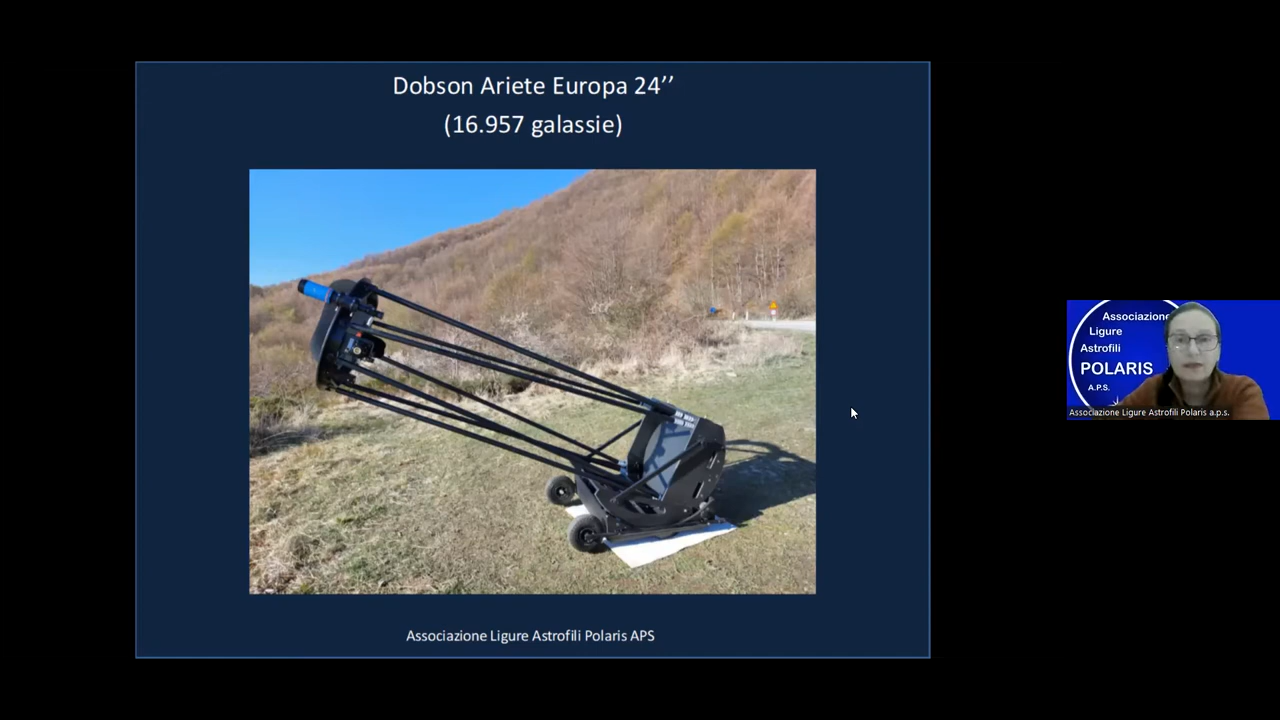 Dobson Ariete Europa 24’’
(16.957 galassie)
Associazione Ligure Astrofili Polaris APS
Associazione
Ligure
Astrofili
POLARIS
A.P.S.
Associazione Ligure Astrofili Polaris a.p.s.